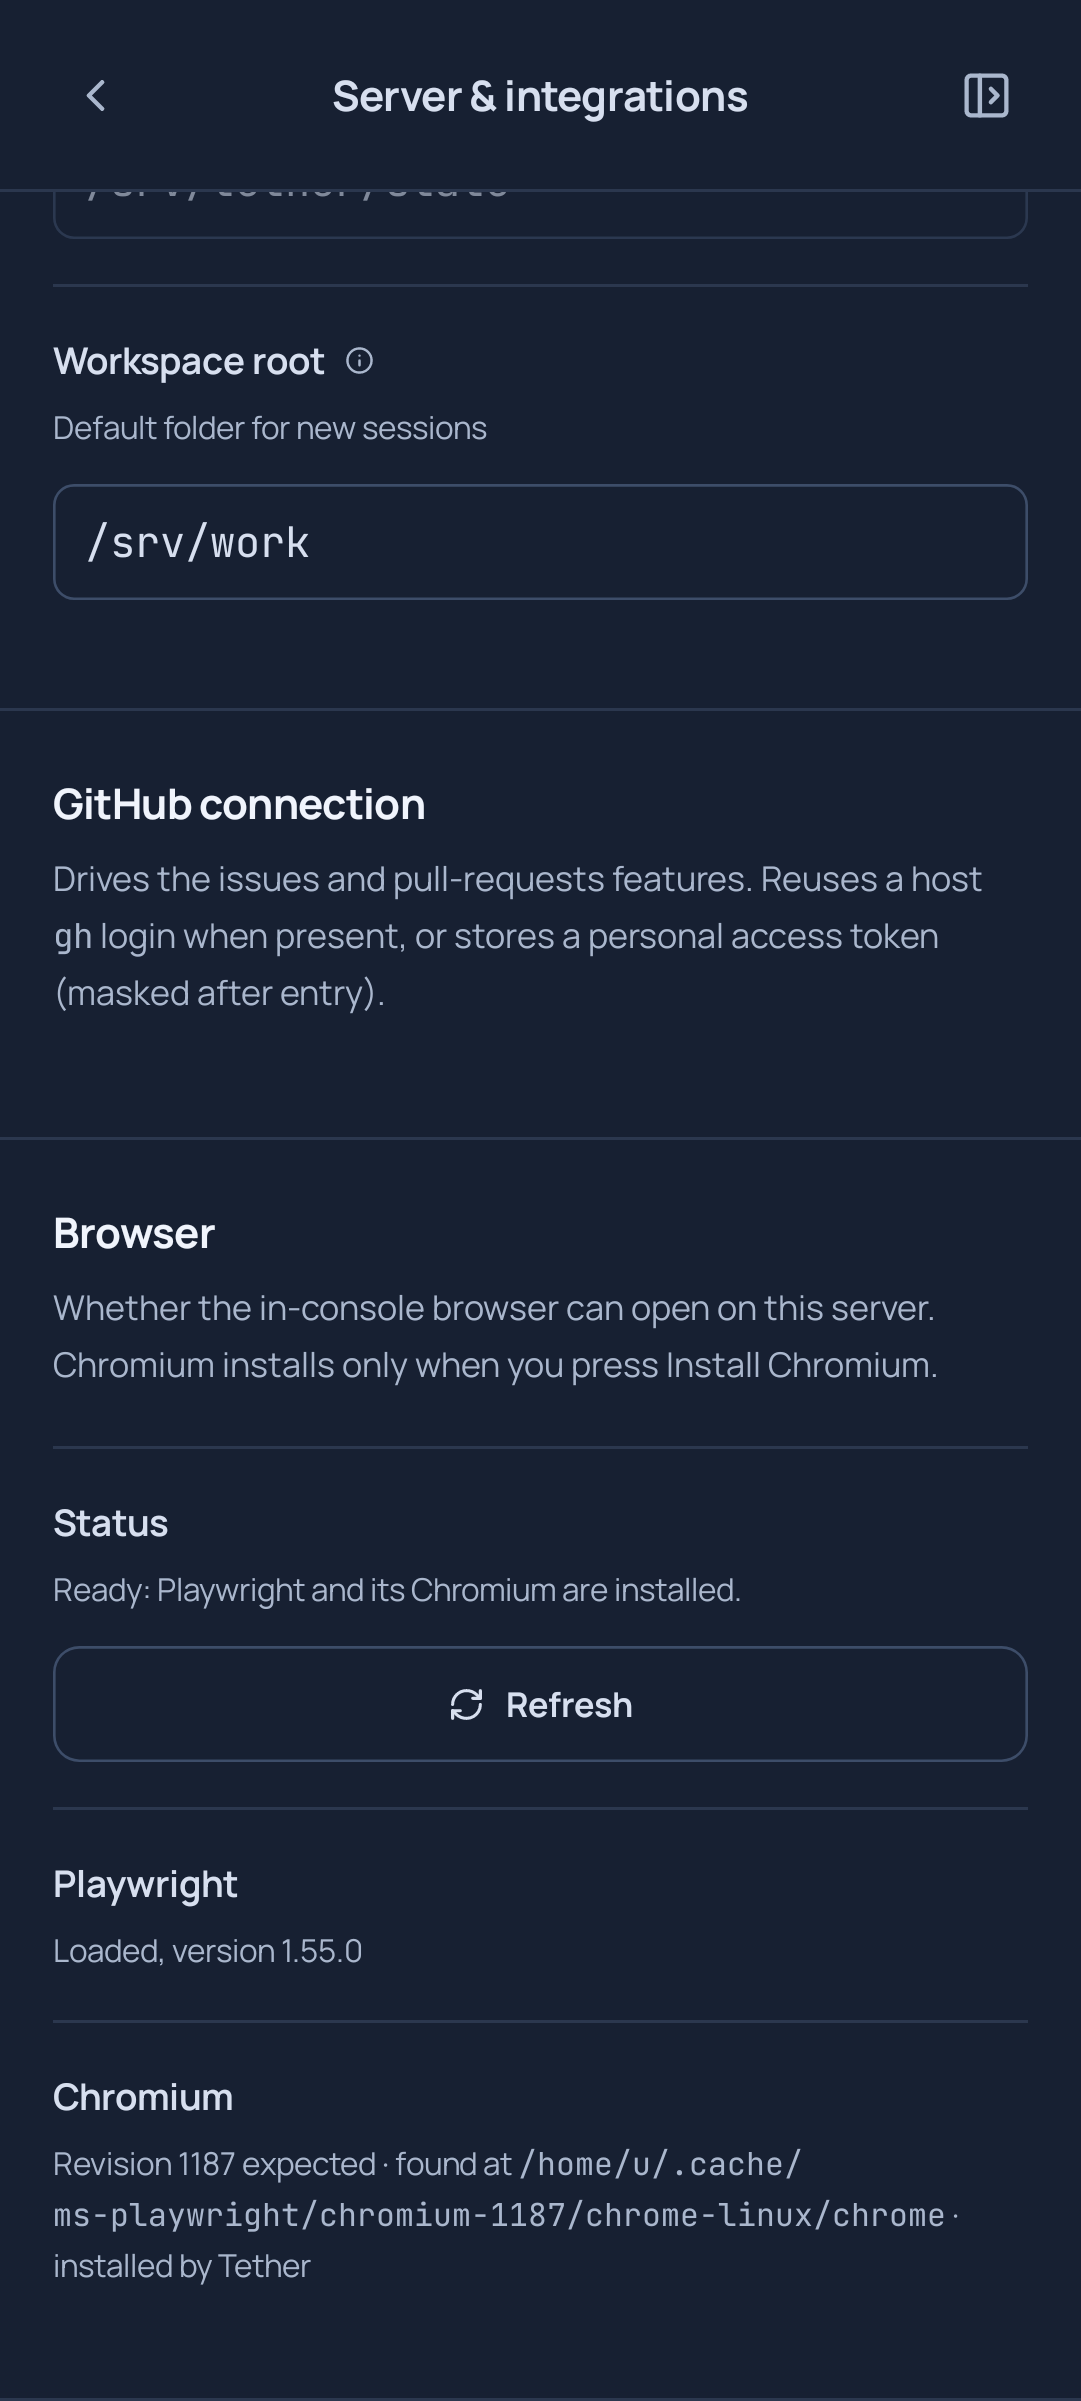 Server & integrations
Workspace root
Default folder for new sessions
/srv/work
GitHub connection
Drives the issues and pull-requests features. Reuses a host
gh login when present, or stores a personal access token
(masked after entry).
Browser
Whether the in-console browser can open on this server.
Chromium installs only when you press Install Chromium.
Status
Ready: Playwright and its Chromium are installed.
Refresh
Playwright
Loaded, version 1.55.0
Chromium
Revision 1187 expected · found at /home/u/.cache/
ms-playwright/chromium-1187/chrome-linux/chrome ·
installed by Tether